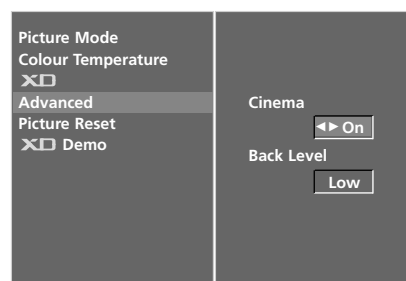 Picture Mode
Colour Temperature
XD
Advanced
Picture Reset
XD Demo
Cinema
◄► On
Back Level
Low